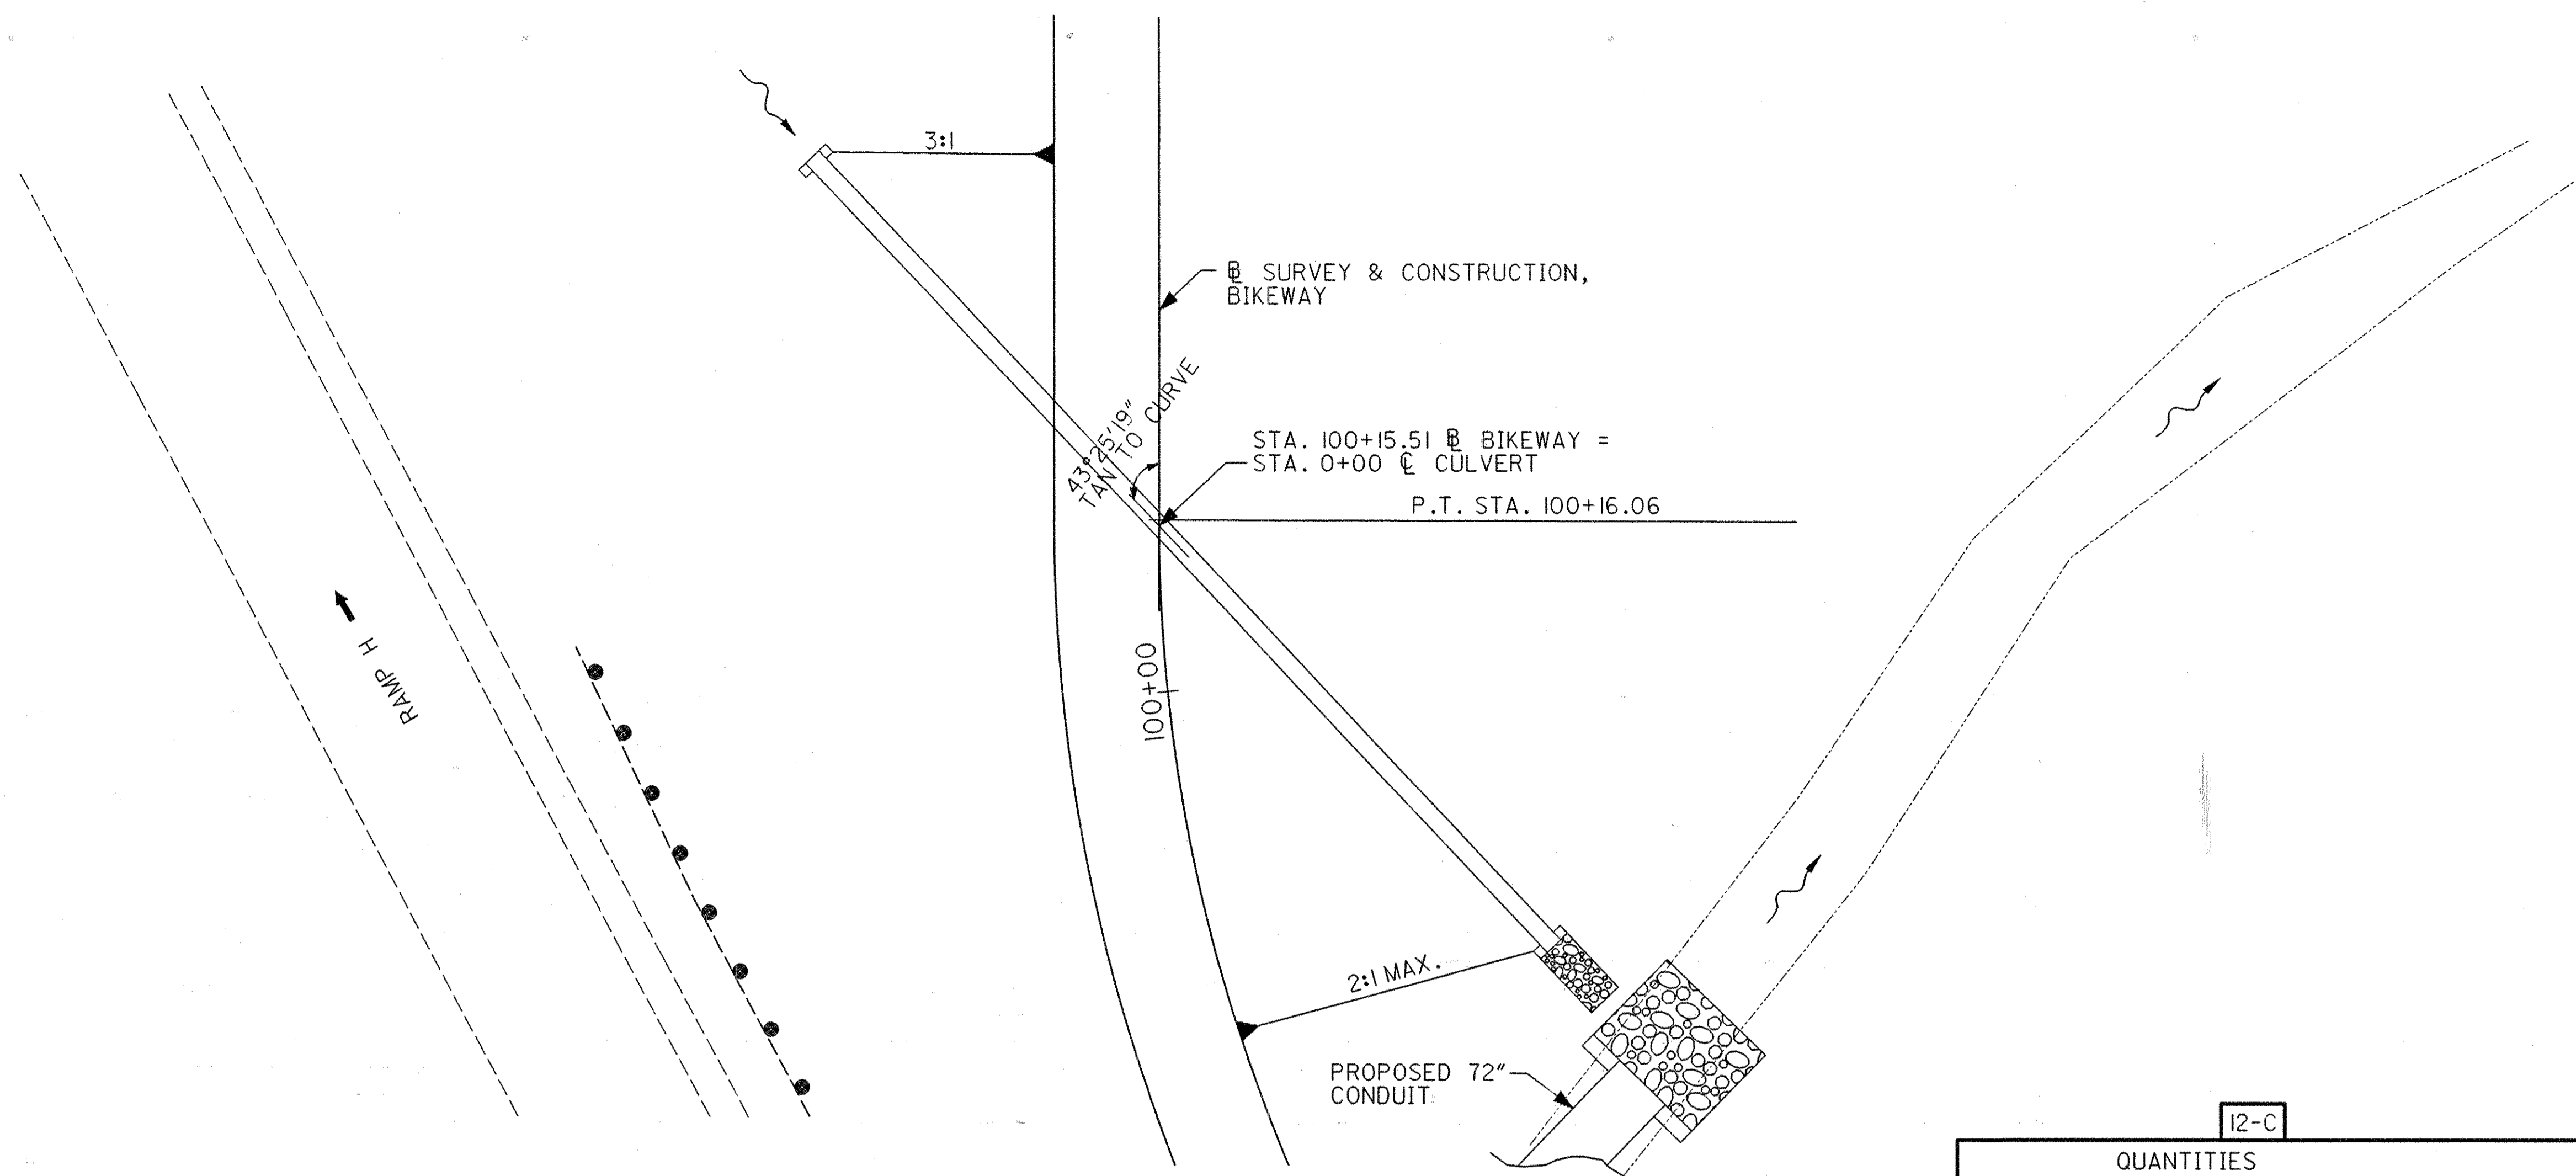 3:1
℄ SURVEY & CONSTRUCTION,
BIKEWAY
43°25'19"
TAN TO CURVE
STA. 100+15.51 ℄ BIKEWAY =
STA. 0+00 ℄ CULVERT
P.T. STA. 100+16.06
RAMP H
100+00
2:1 MAX.
PROPOSED 72"
CONDUIT
12-C
QUANTITIES